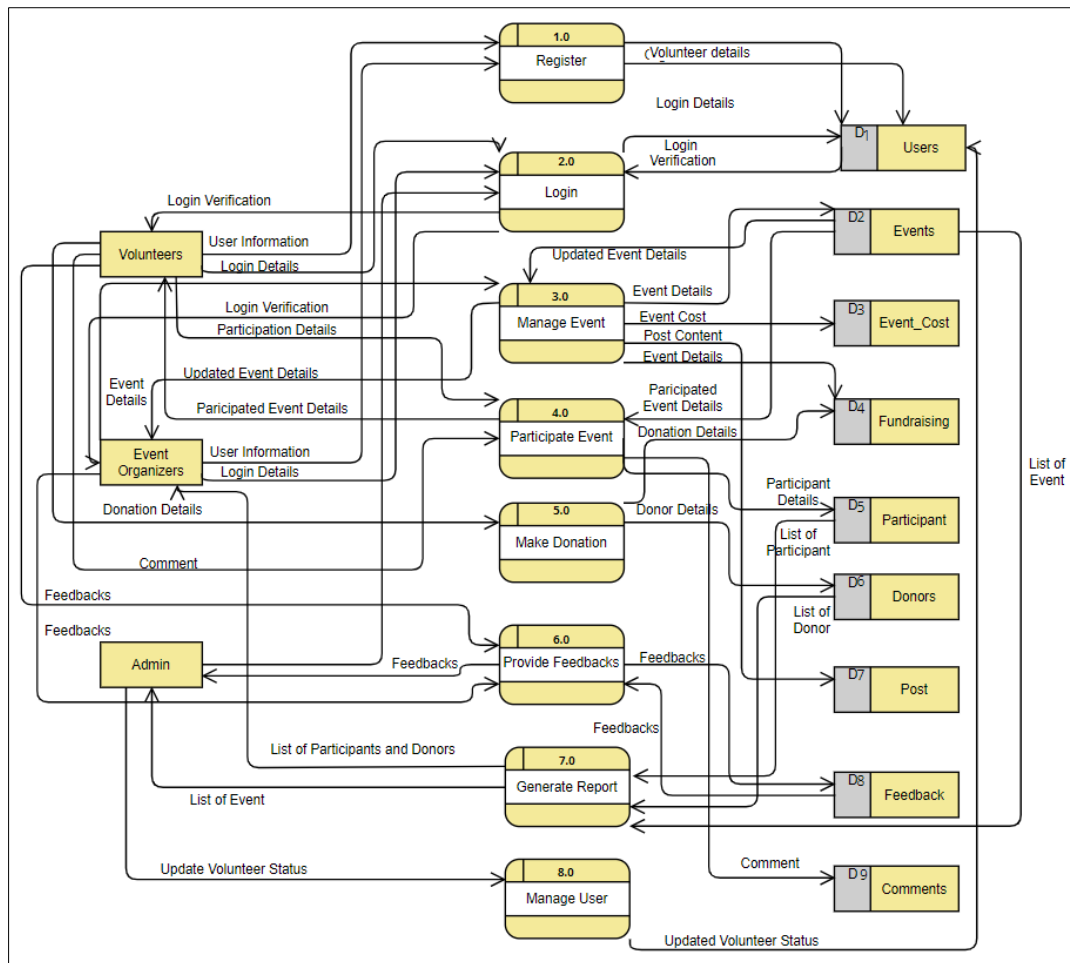 1.0
Register
(Volunteer details
Login Details
D1
Users
2.0
Login
Login
Verification
Login Verification
Volunteers
User Information
Login Details
D2
Events
Updated Event Details
3.0
Manage Event
Event Details
Login Verification
Event Cost
D3
Event_Cost
Participation Details
Post Content
Event Details
Updated Event Details
Event
Details
Paricipated
Event Details
4.0
Participate Event
Paricipated Event Details
Donation Details
D4
Fundraising
Event
Organizers
User Information
Login Details
List of
Event
Donation Details
5.0
Make Donation
Donor Details
Participant
Details
D5
Participant
List of
Participant
Comment
D6
Donors
Feedbacks
List of
Donor
Feedbacks
Admin
6.0
Provide Feedbacks
Feedbacks
Feedbacks
D7
Post
Feedbacks
List of Participants and Donors
7.0
Generate Report
List of Event
D8
Feedback
Update Volunteer Status
8.0
Manage User
Comment
D9
Comments
Updated Volunteer Status